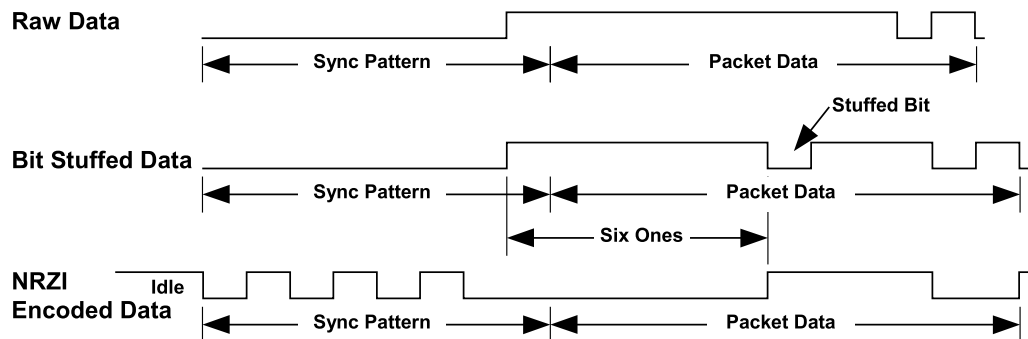 Raw Data
Sync Pattern
Packet Data
Stuffed Bit
Bit Stuffed Data
Sync Pattern
Packet Data
Six Ones
NRZI
Encoded Data
Idle
Sync Pattern
Packet Data